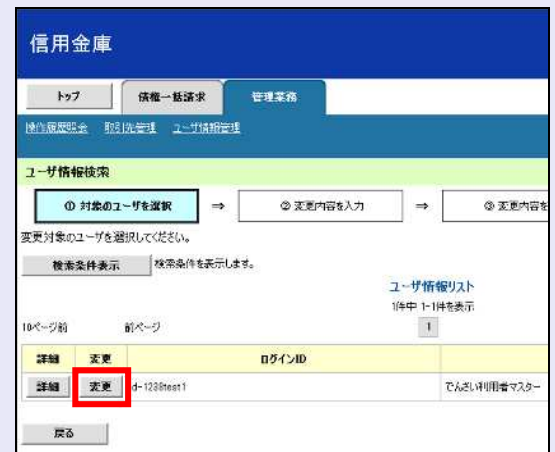 信用金庫
トップ 債権一括請求 管理業務
操作履歴照会 取引先管理 ユーザ情報管理
ユーザ情報検索
① 対象のユーザを選択 ⇒ ② 変更内容を入力 ⇒ ③ 変更内容を
変更対象のユーザを選択してください。
検索条件表示 検索条件を表示します。
ユーザ情報リスト
1件中 1-1件を表示
10ページ前 前ページ 1
詳細 変更 ログインID
詳細 変更 d-1238test1 でんさい利用者マスター
戻る